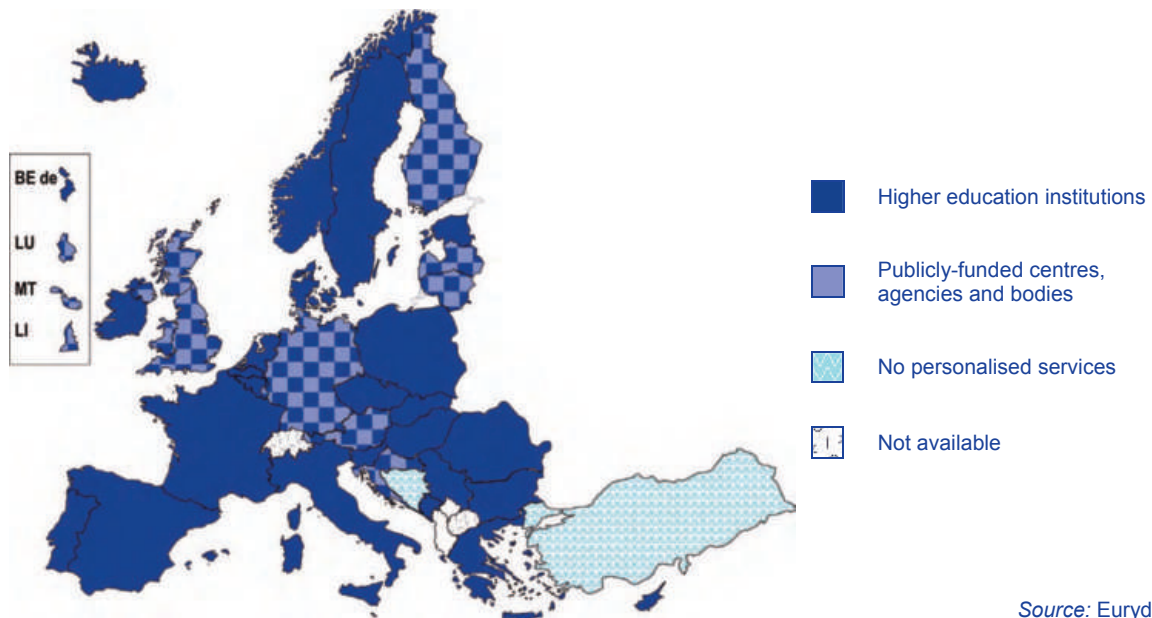 BE de
LU
MT
LI
Higher education institutions
Publicly-funded centres,
agencies and bodies
No personalised services
Not available
Source: Euryd